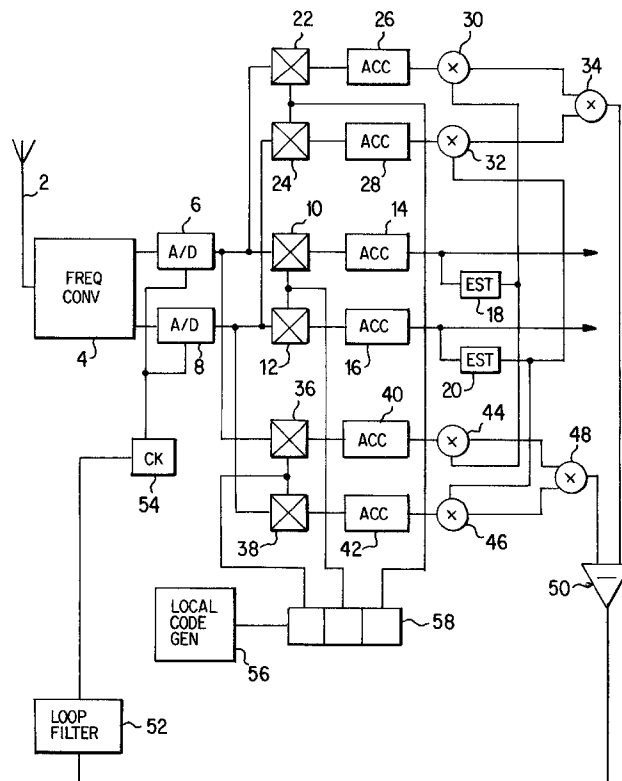 22
26
30
ACC
×
34
×
2
6
24
ACC
28
×
32
10
14
A/D
ACC
FREQ
CONV
EST
18
4
A/D
8
12
ACC
16
EST
20
36
40
44
ACC
×
48
×
CK
54
38
ACC
42
×
46
50
−
LOCAL
CODE
GEN
56
58
LOOP
FILTER
52